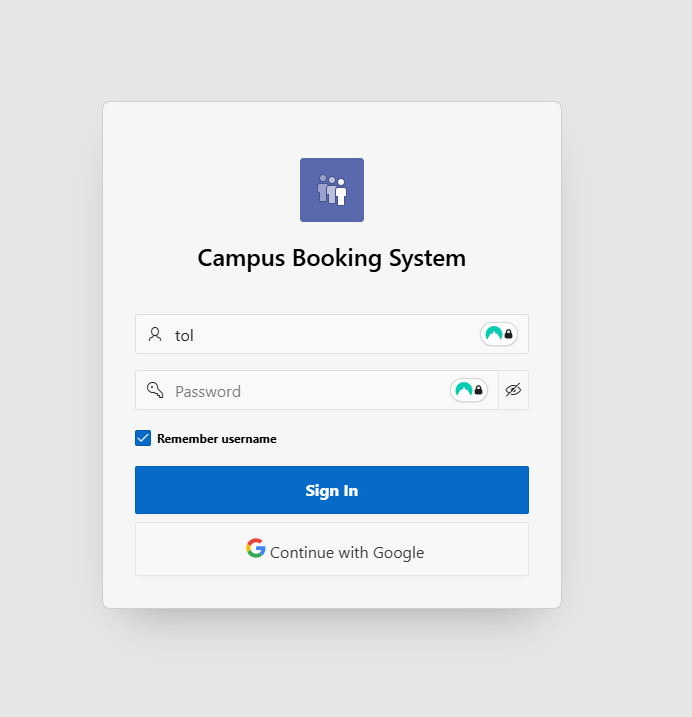 Campus Booking System
tol
Password
Remember username
Sign In
Continue with Google